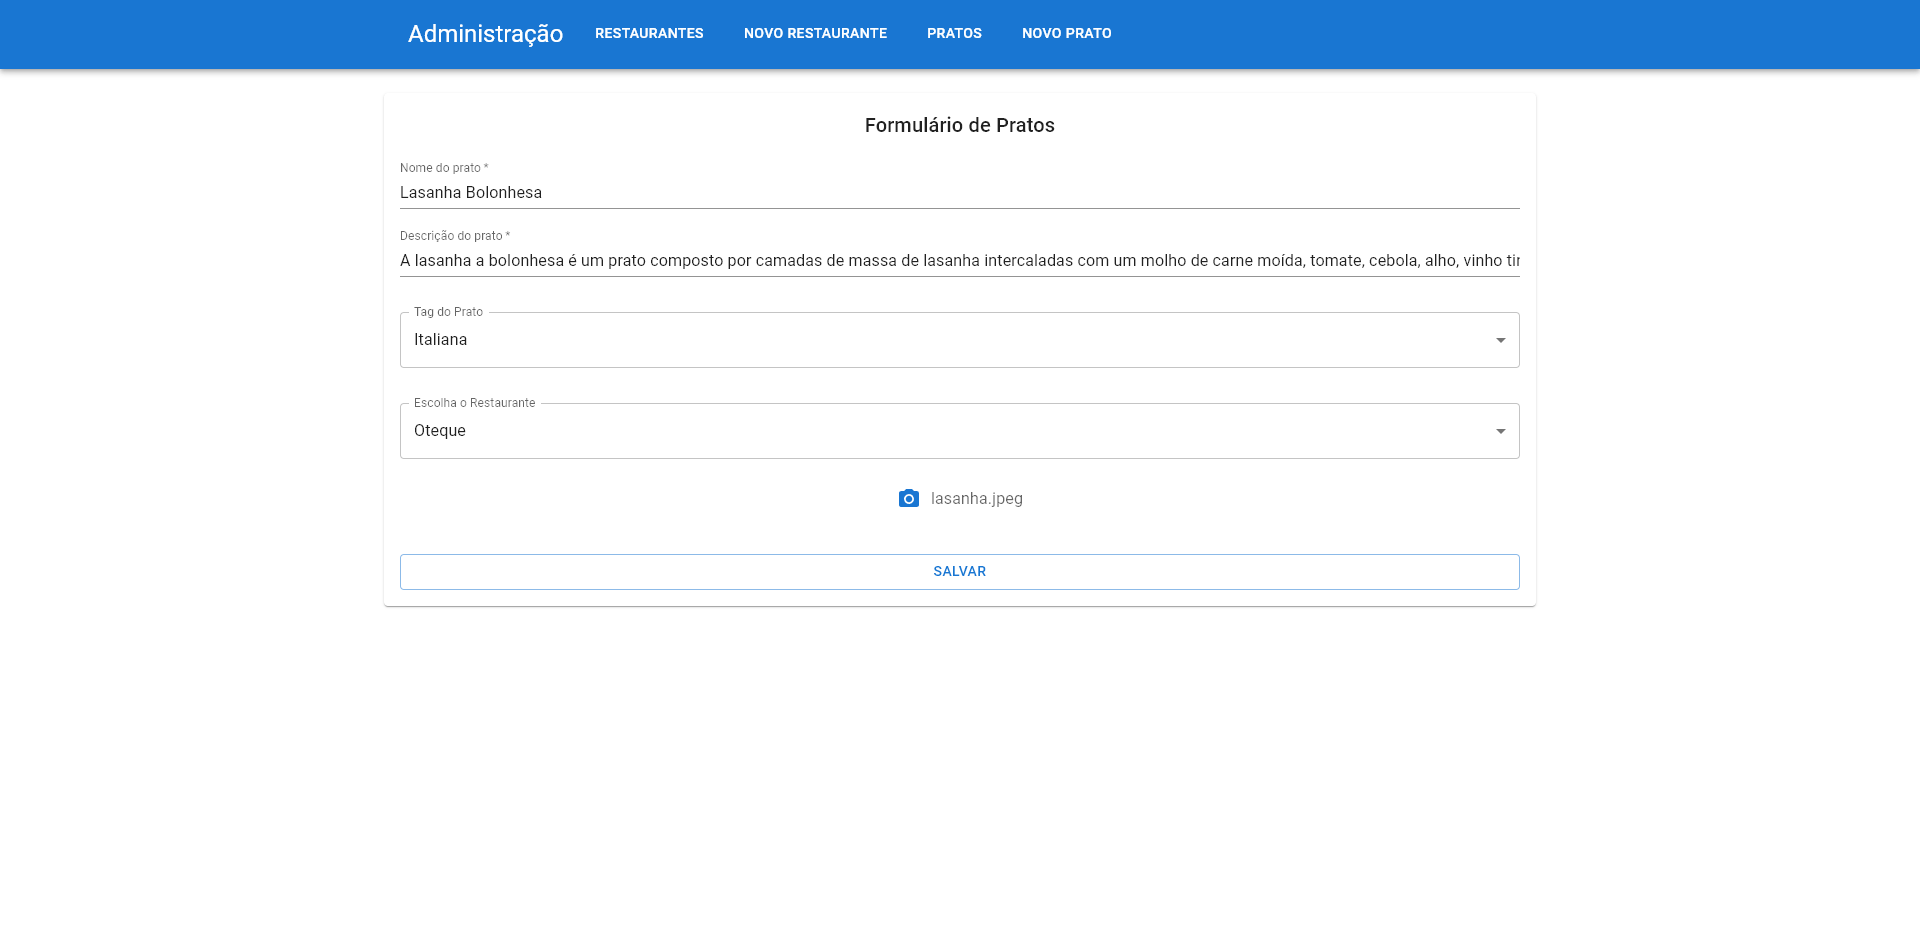 Administração RESTAURANTES NOVO RESTAURANTE PRATOS NOVO PRATO
Formulário de Pratos
Nome do prato *
Lasanha Bolonhesa
Descrição do prato *
A lasanha a bolonhesa é um prato composto por camadas de massa de lasanha intercaladas com um molho de carne moída, tomate, cebola, alho, vinho
Tag do Prato
Italiana
Escolha o Restaurante
Oteque
lasanha.jpeg
SALVAR